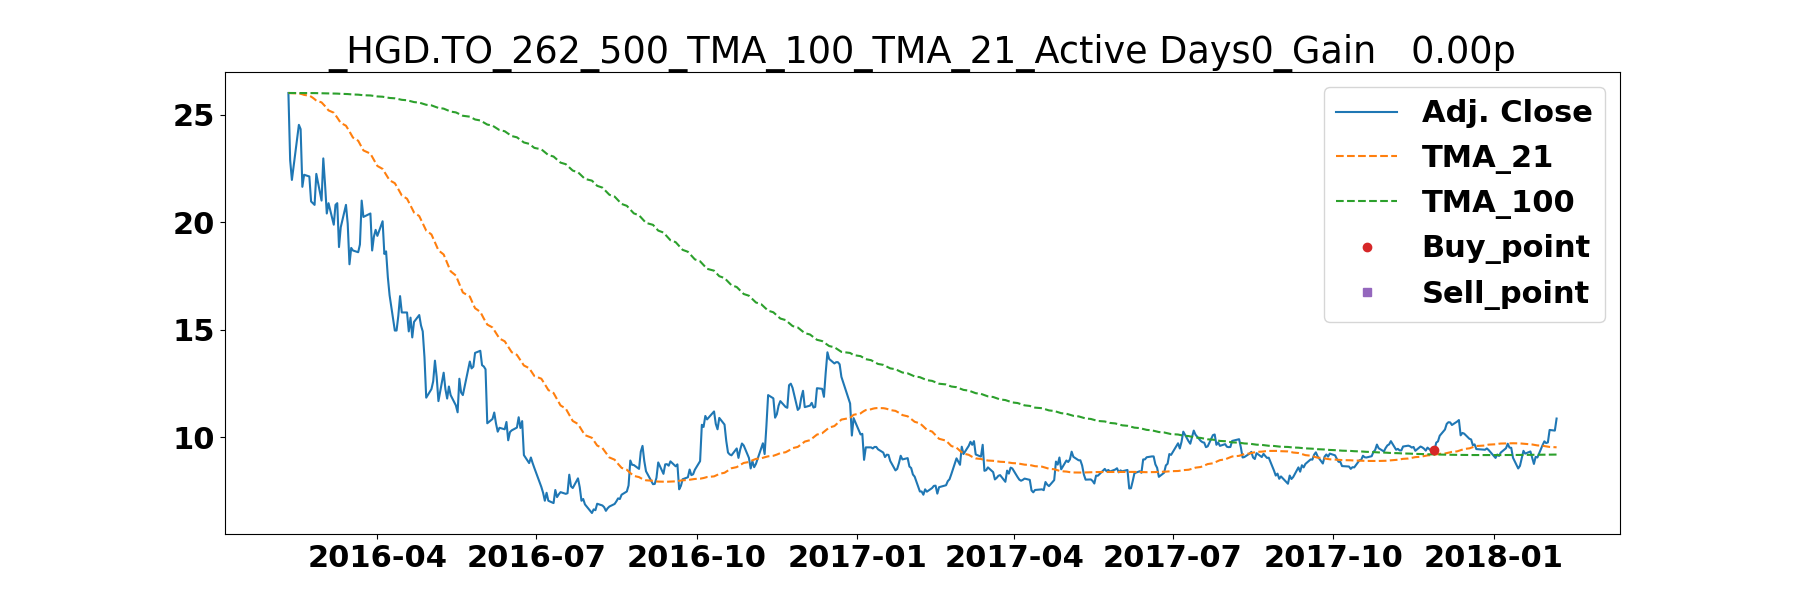 _HGD.TO_262_500_TMA_100_TMA_21_Active Days0_Gain   0.00p
25
20
15
10
Adj. Close
TMA_21
TMA_100
Buy_point
Sell_point
2016-04 2016-07 2016-10 2017-01 2017-04 2017-07 2017-10 2018-01